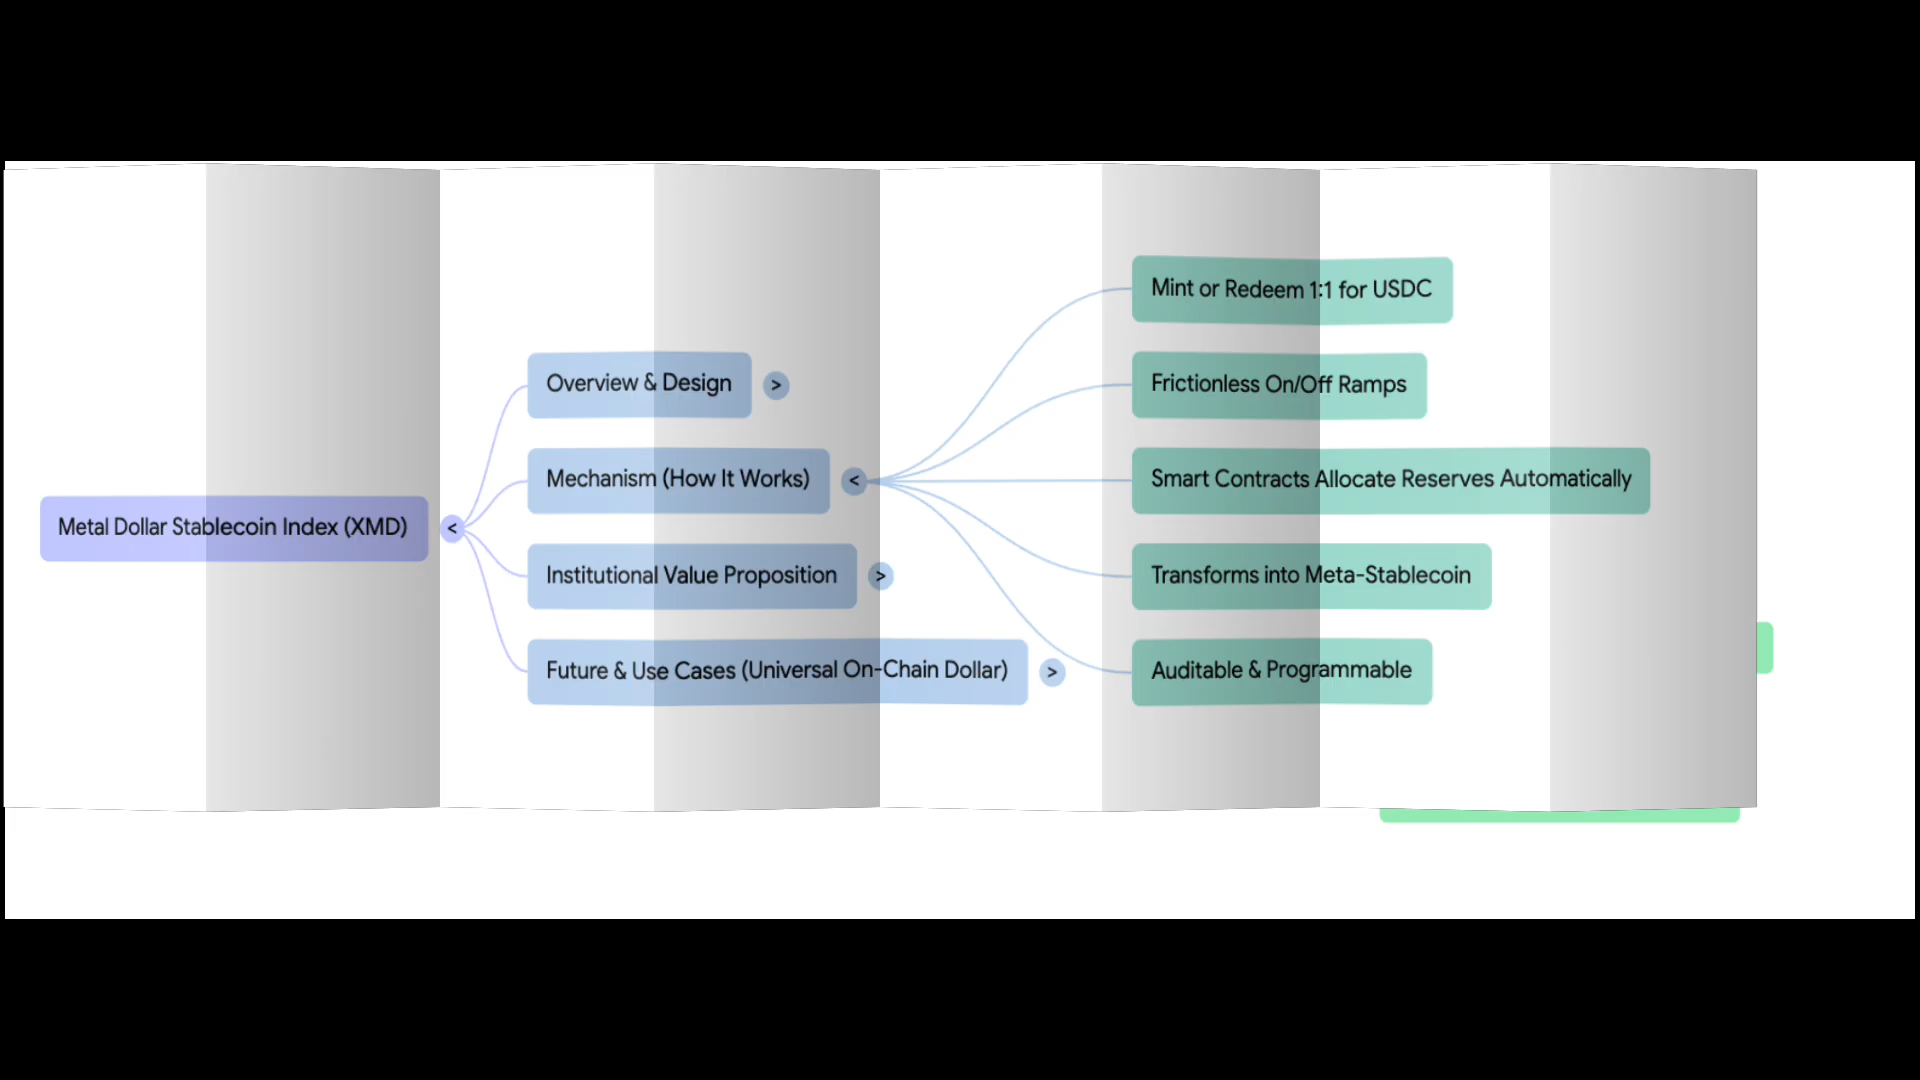 Metal Dollar Stablecoin Index (XMD)
<
Overview & Design
>
Mechanism (How It Works)
<
Institutional Value Proposition
>
Future & Use Cases (Universal On-Chain Dollar)
>
Mint or Redeem 1:1 for USDC
Frictionless On/Off Ramps
Smart Contracts Allocate Reserves Automatically
Transforms into Meta-Stablecoin
Auditable & Programmable